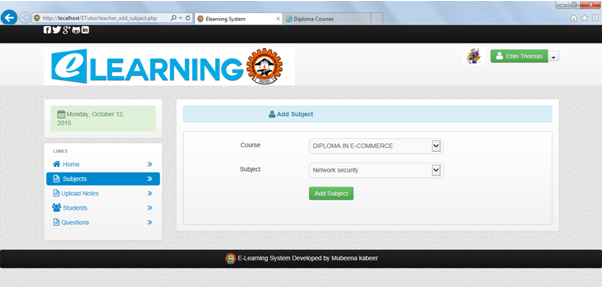 http://localhost/ETutor/teacher_add_subject.php
Elearning System
Diploma Courses
eLEARNING
Ebin Thomas
Monday, October 12, 2015
Add Subject
LINKS
Home
Subjects
Upload Notes
Students
Questions
Course
DIPLOMA IN E-COMMERCE
Subject
Network security
Add Subject
E-Learning System Developed by Mubeena kabeer